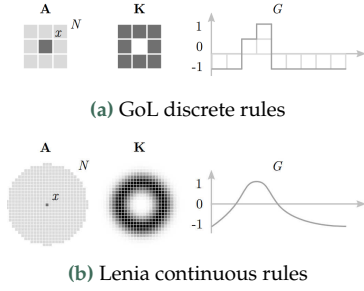 A K G
x N
1
0
-1
(a) GoL discrete rules
A K G
N
x
1
0
-1
(b) Lenia continuous rules